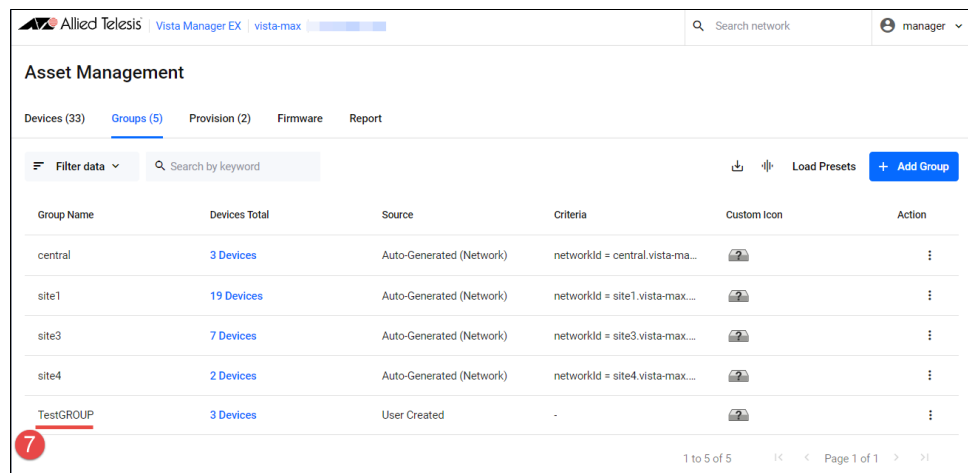 Allied Telesis Vista Manager EX vista-max Search network manager
Asset Management
Devices (33) Groups (5) Provision (2) Firmware Report
Filter data Search by keyword Load Presets + Add Group
Group Name Devices Total Source Criteria Custom Icon Action
central 3 Devices Auto-Generated (Network) networkId = central.vista-ma... ?
site1 19 Devices Auto-Generated (Network) networkId = site1.vista-max.... ?
site3 7 Devices Auto-Generated (Network) networkId = site3.vista-max.... ?
site4 2 Devices Auto-Generated (Network) networkId = site4.vista-max.... ?
TestGROUP 3 Devices User Created - ?
7
1 to 5 of 5 Page 1 of 1